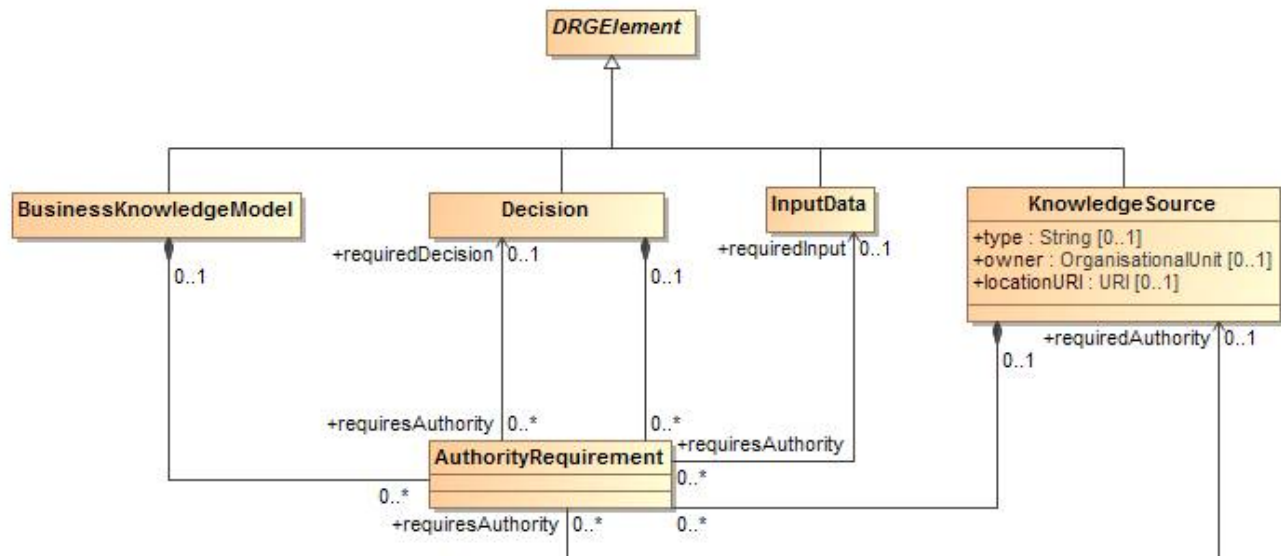 DRGElement
BusinessKnowledgeModel
Decision
InputData
KnowledgeSource
+type : String [0..1]
+owner : OrganisationalUnit [0..1]
+locationURI : URI [0..1]
+requiredDecision 0..1
0..1
+requiredInput 0..1
0..1
+requiredAuthority 0..1
0..1
+requiresAuthority 0..*
0..*
+requiresAuthority
AuthorityRequirement
0..*
0..*
+requiresAuthority 0..*
0..*